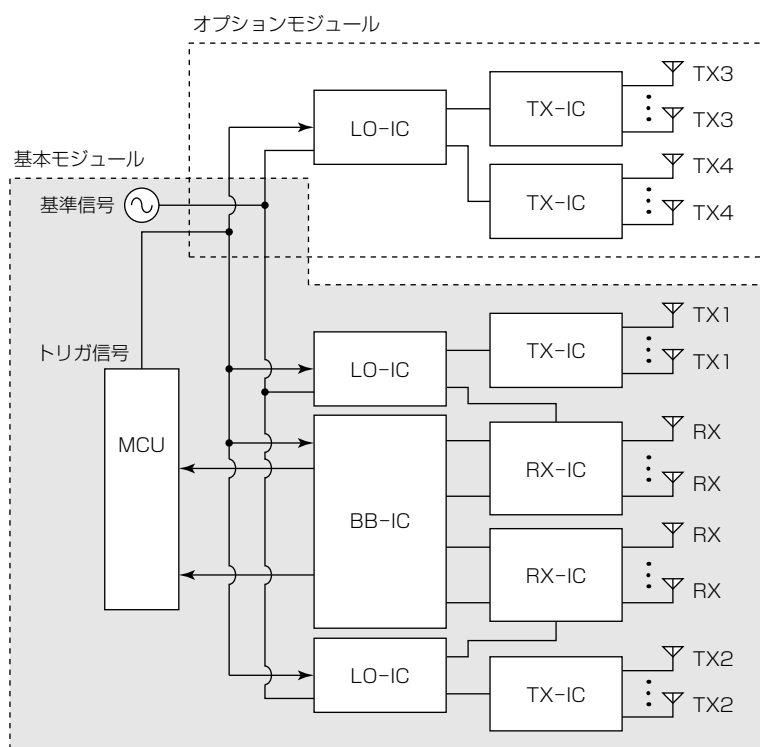 オプションモジュール
TX3
TX-IC
LO-IC
TX3
基本モジュール
TX4
TX-IC
基準信号
TX4
TX1
トリガ信号
TX-IC
LO-IC
TX1
MCU
RX
RX-IC
RX
BB-IC
RX
RX-IC
RX
LO-IC
TX2
TX-IC
TX2